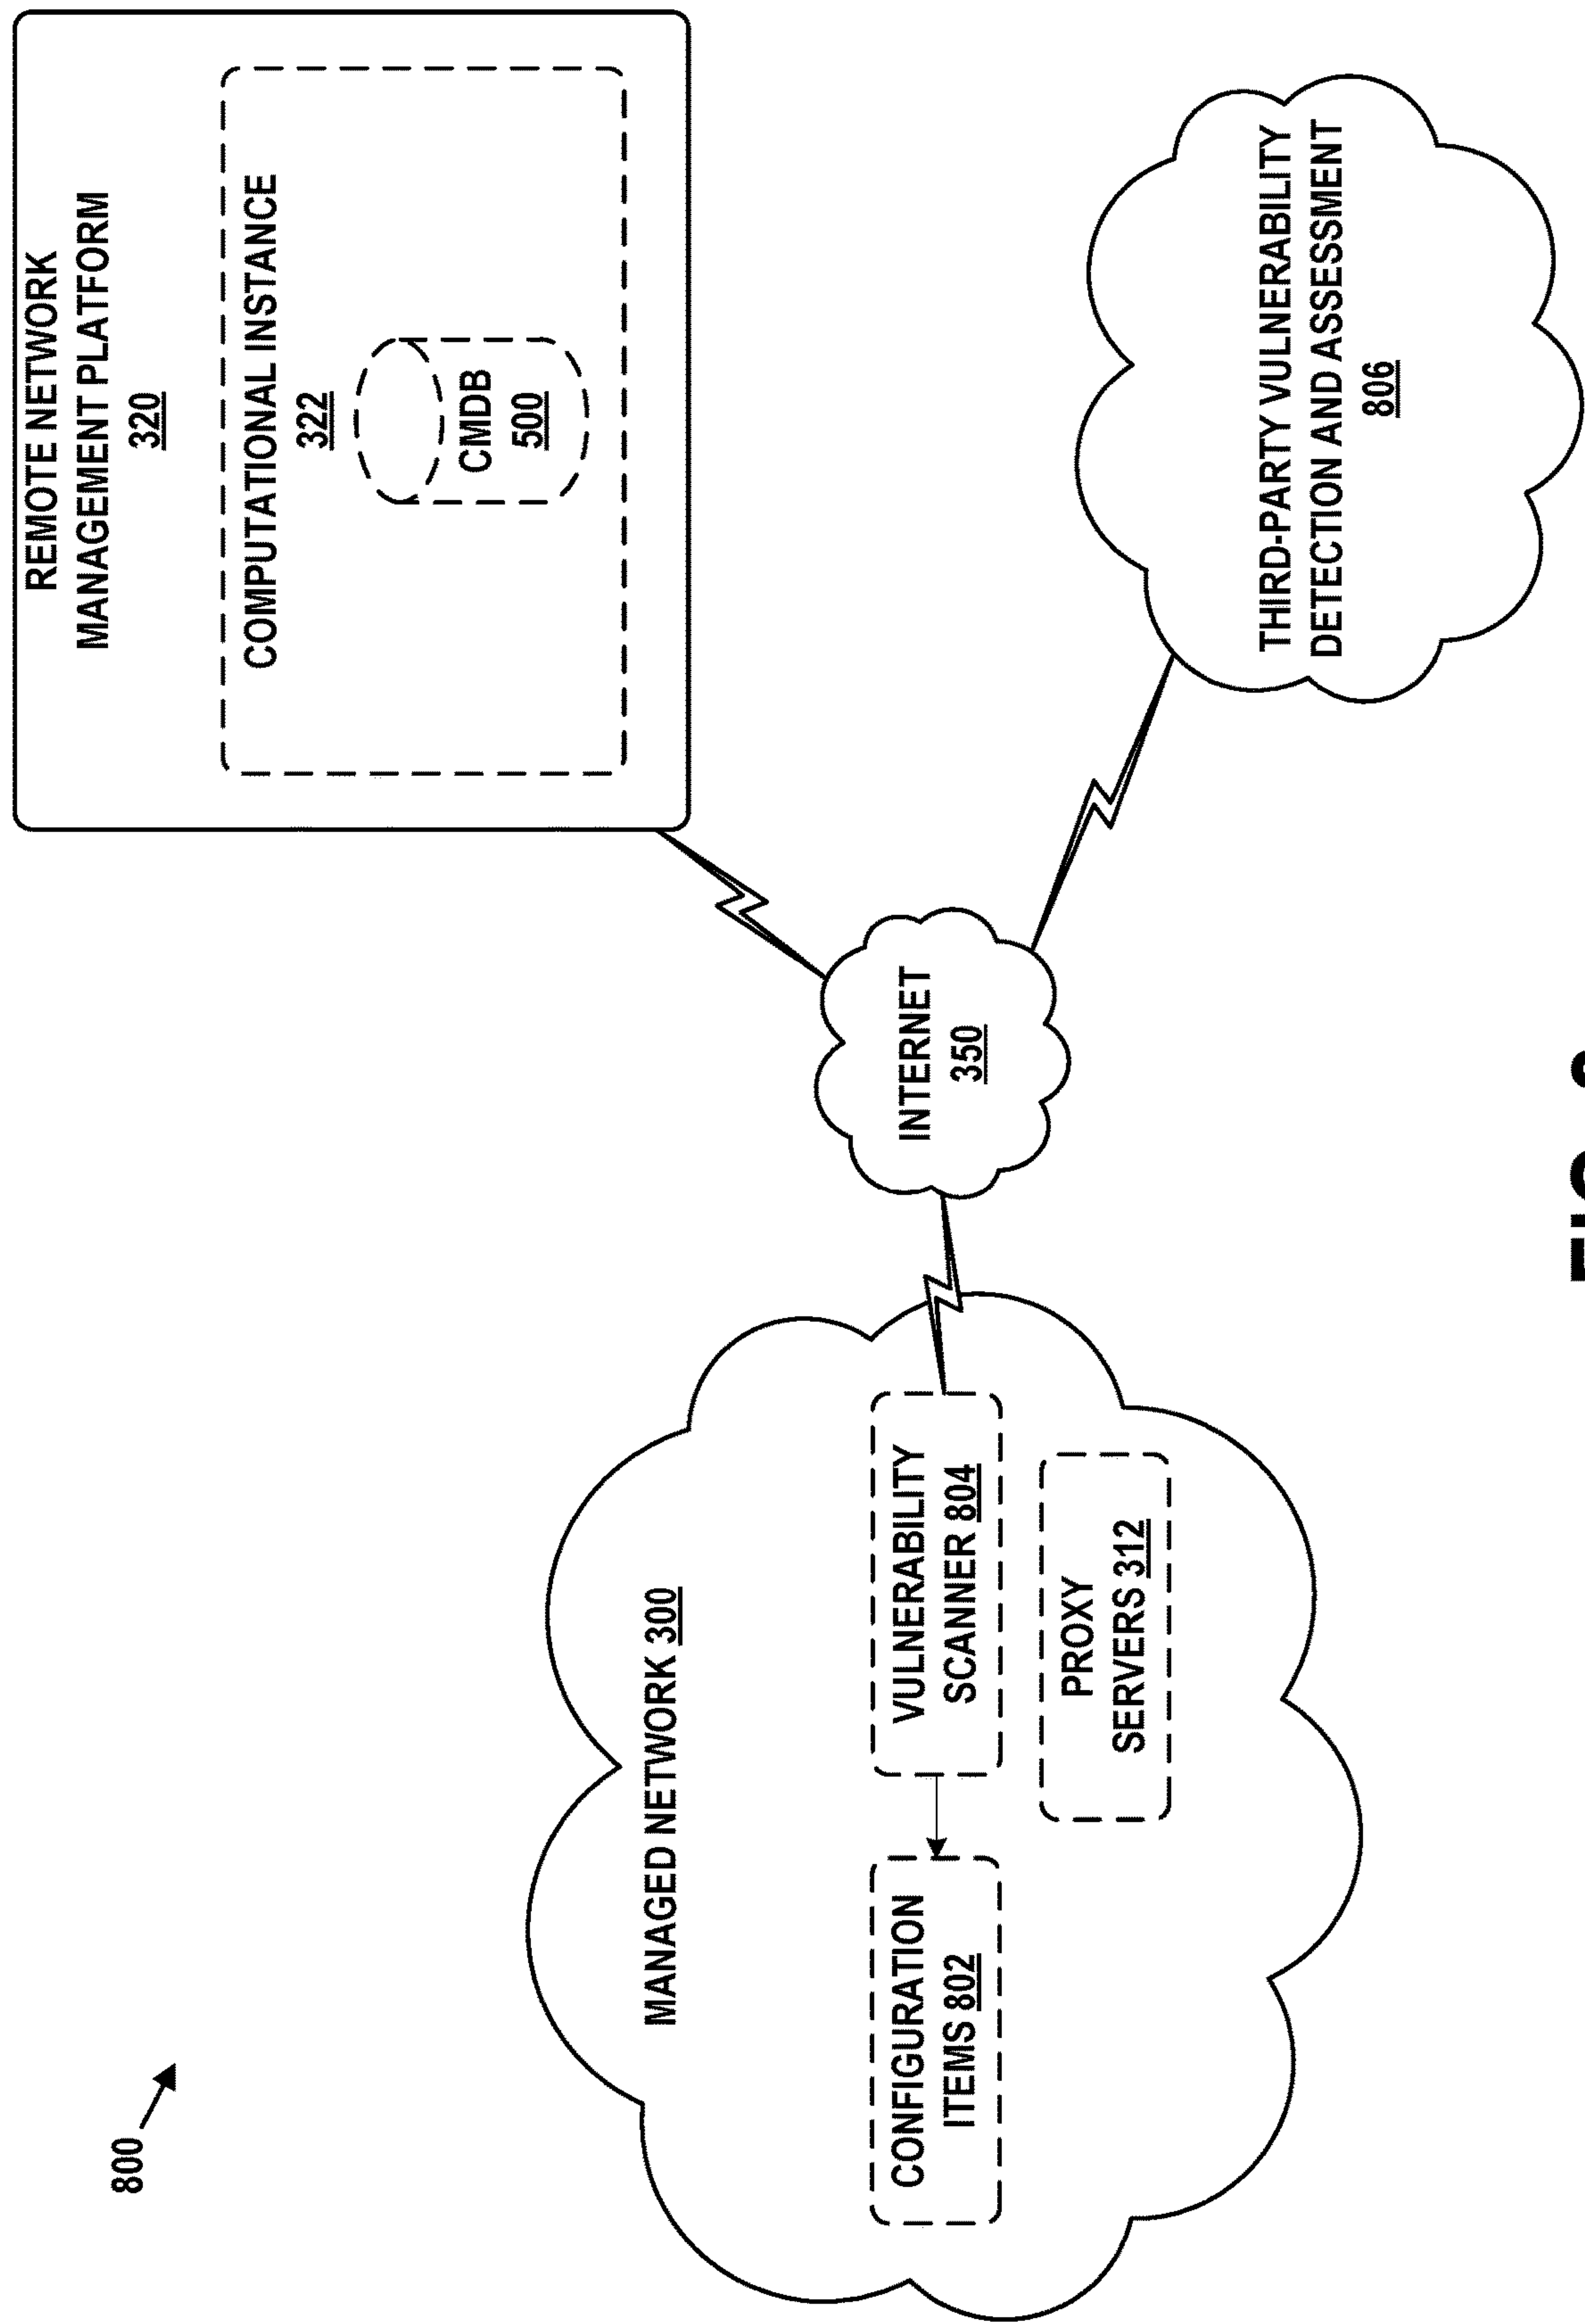 800
REMOTE NETWORK
MANAGEMENT PLATFORM
320
COMPUTATIONAL INSTANCE
322
CMDB
500
MANAGED NETWORK 300
CONFIGURATION
ITEMS 802
VULNERABILITY
SCANNER 804
PROXY
SERVERS 312
INTERNET
350
THIRD-PARTY VULNERABILITY
DETECTION AND ASSESSMENT
806